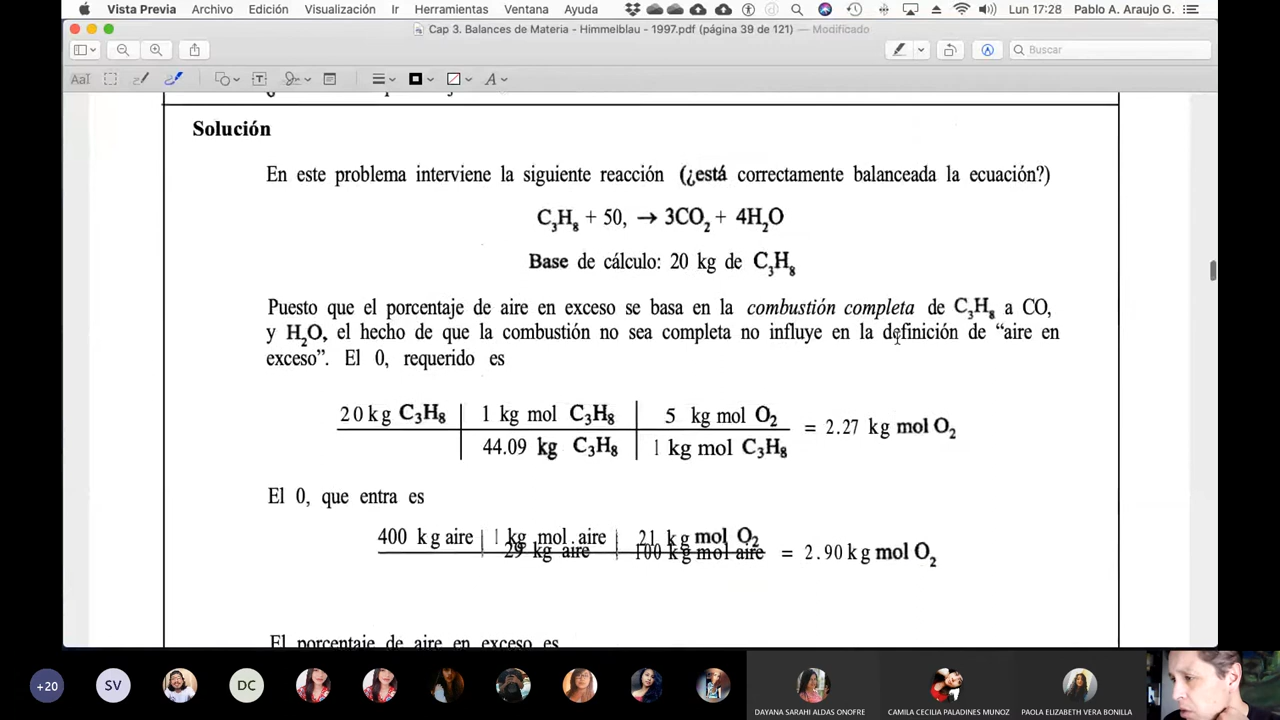 Vista Previa Archivo Edición Visualización Ir Herramientas Ventana Ayuda Lun 17:28 Pablo A. Araujo G.
Cap 3. Balances de Materia - Himmelblau - 1997.pdf (página 39 de 121) — Modificado
Buscar
AaI T A
Solución
En este problema interviene la siguiente reacción (¿está correctamente balanceada la ecuación?)
C₃H₈ + 50, → 3CO₂ + 4H₂O
Base de cálculo: 20 kg de C₃H₈
Puesto que el porcentaje de aire en exceso se basa en la combustión completa de C₃H₈ a CO,
y H₂O, el hecho de que la combustión no sea completa no influye en la definición de “aire en
exceso”. El 0, requerido es
20 kg C₃H₈ | 1 kg mol C₃H₈ | 5 kg mol O₂
= 2.27 kg mol O₂
44.09 kg C₃H₈ | 1 kg mol C₃H₈
El 0, que entra es
400 kg aire | 1 kg mol aire | 21 kg mol O₂
29 kg aire | 100 kg mol aire = 2.90 kg mol O₂
El porcentaje de aire en exceso es
+20 SV DC
DAYANA SARAHI ALDAS ONOFRE CAMILA CECILIA PALADINES MUNOZ PAOLA ELIZABETH VERA BONILLA